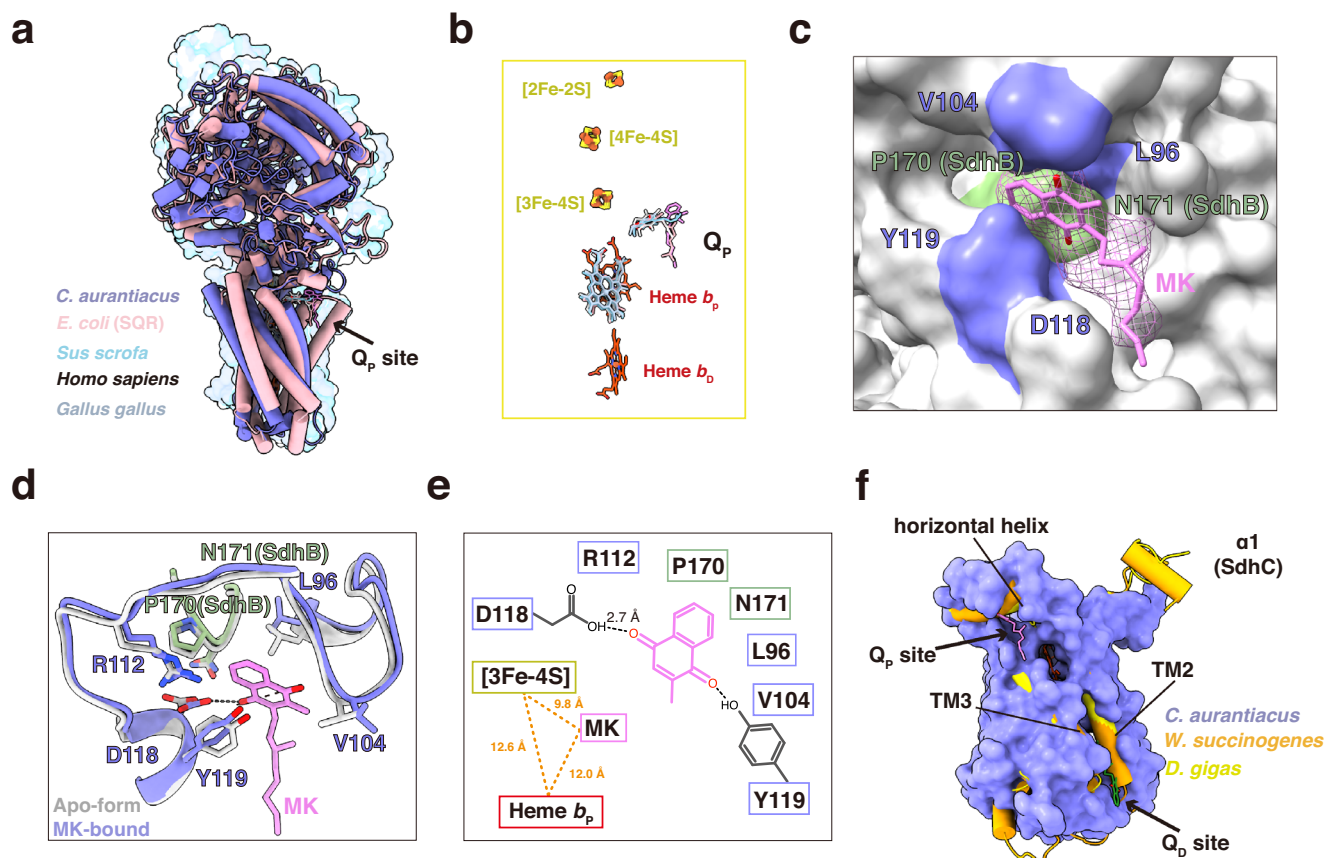 a
C. aurantiacus
E. coli (SQR)
Sus scrofa
Homo sapiens
Gallus gallus
QP site
b
[2Fe-2S]
[4Fe-4S]
[3Fe-4S]
QP
Heme bP
Heme bD
c
V104
L96
P170 (SdhB)
N171 (SdhB)
Y119
MK
D118
d
N171(SdhB)
L96
P170(SdhB)
R112
D118
Y119
V104
MK
Apo-form
MK-bound
e
R112
P170
N171
D118
O
OH
2.7 Å
O
L96
[3Fe-4S]
O
V104
HO
9.8 Å
MK
12.6 Å
12.0 Å
Heme bP
Y119
f
horizontal helix
α1
(SdhC)
QP site
TM2
TM3
C. aurantiacus
W. succinogenes
D. gigas
QD site